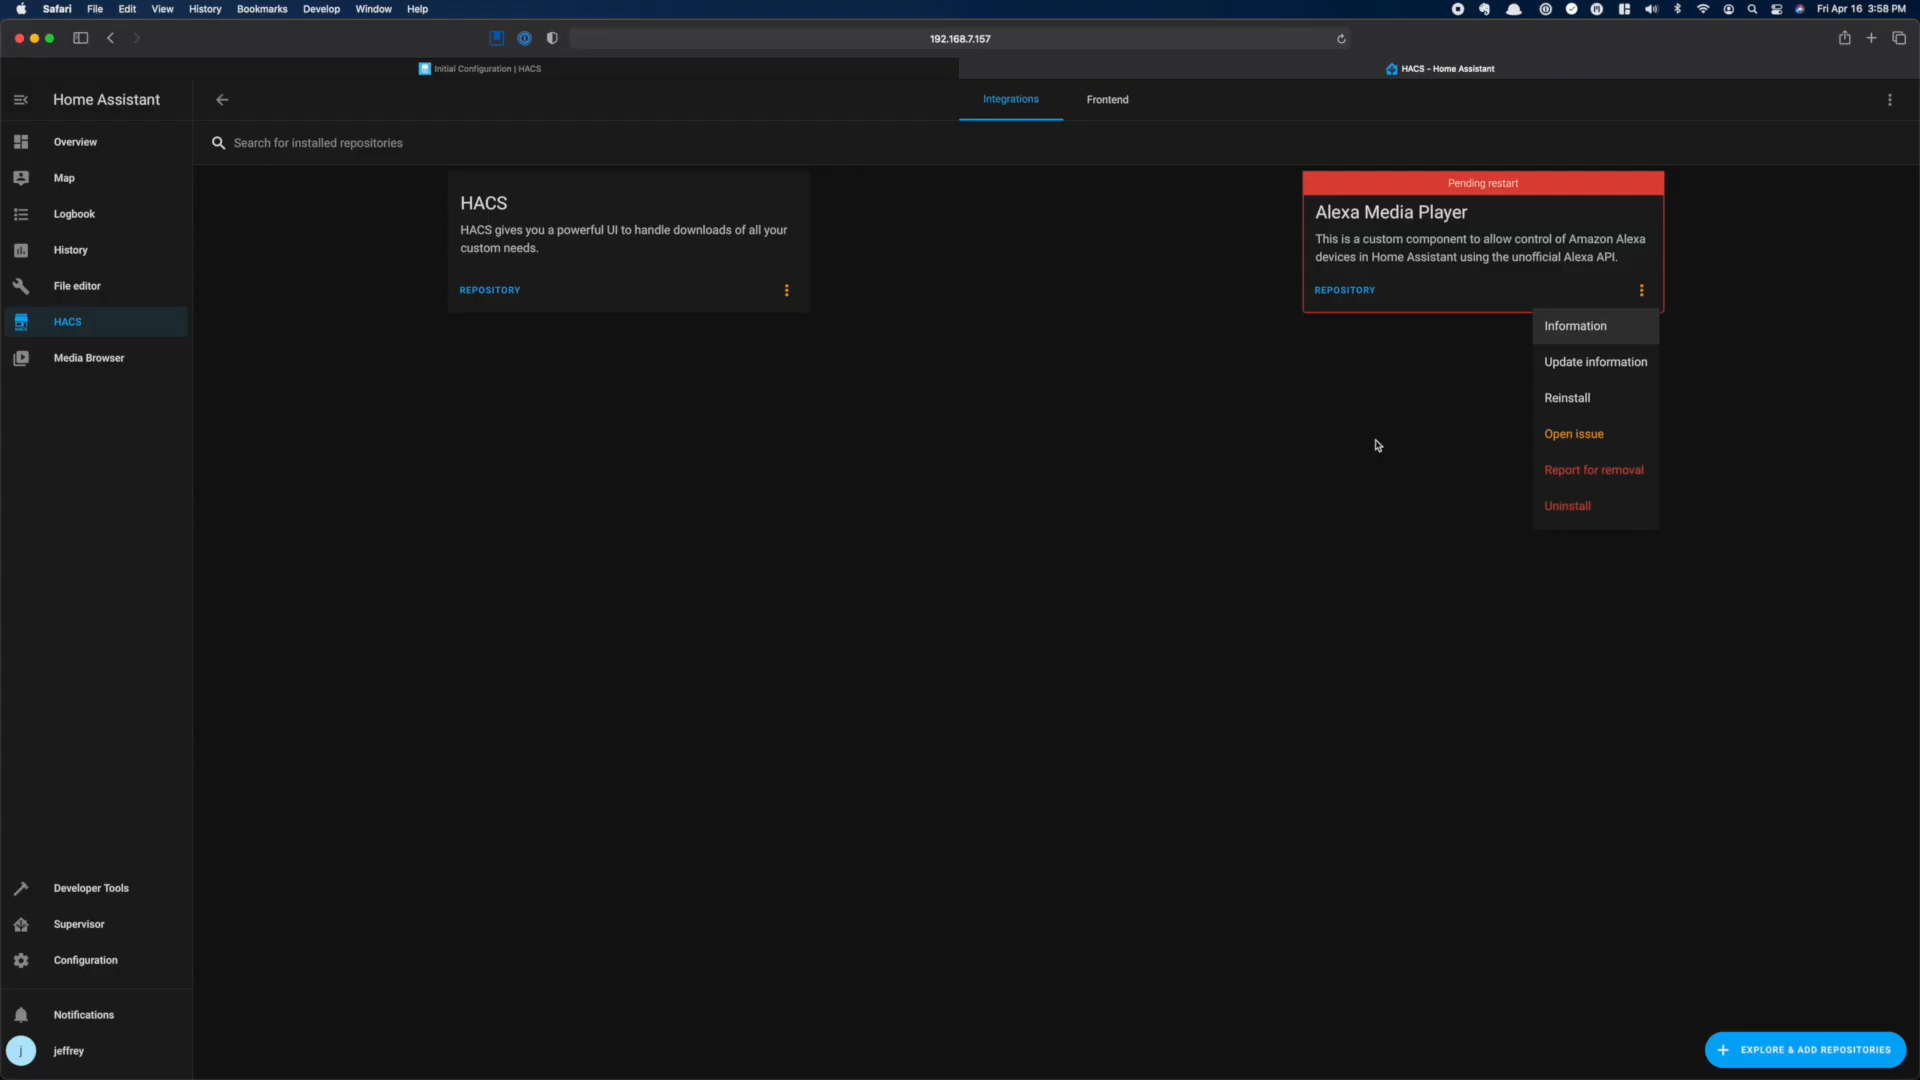 Safari File Edit View History Bookmarks Develop Window Help
Fri Apr 16 3:58 PM
192.168.7.157
Initial Configuration | HACS
HACS - Home Assistant
Home Assistant
Integrations
Frontend
Overview
Map
Logbook
History
File editor
HACS
Media Browser
Developer Tools
Supervisor
Configuration
Notifications
j
jeffrey
Search for installed repositories
HACS
HACS gives you a powerful UI to handle downloads of all your
custom needs.
REPOSITORY
Pending restart
Alexa Media Player
This is a custom component to allow control of Amazon Alexa
devices in Home Assistant using the unofficial Alexa API.
REPOSITORY
Information
Update information
Reinstall
Open issue
Report for removal
Uninstall
EXPLORE & ADD REPOSITORIES